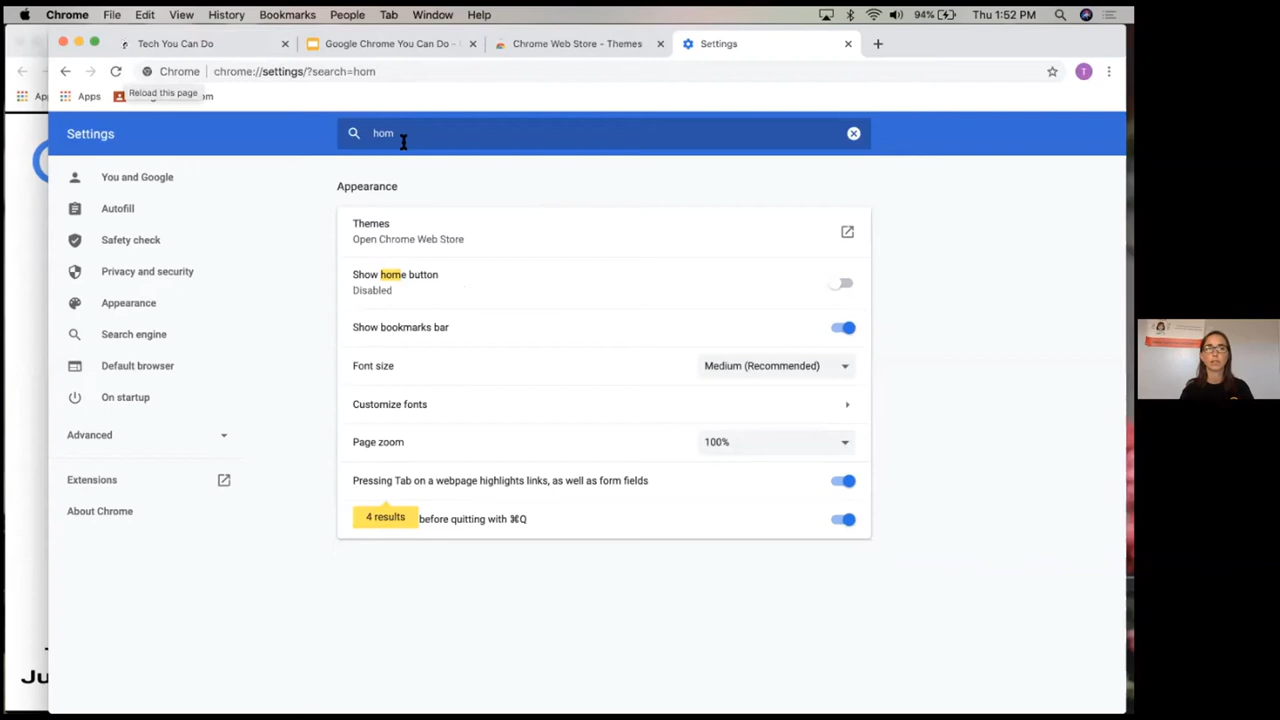 Chrome File Edit View History Bookmarks People Tab Window Help 94% Thu 1:52 PM
Tech You Can Do Google Chrome You Can Do - Chrome Web Store - Themes Settings
Chrome chrome://settings/?search=hom T
Apps Reload this page
Settings hom
You and Google
Autofill
Safety check
Privacy and security
Appearance
Search engine
Default browser
On startup
Advanced
Extensions
About Chrome
Appearance
Themes
Open Chrome Web Store
Show home button
Disabled
Show bookmarks bar
Font size Medium (Recommended)
Customize fonts
Page zoom 100%
Pressing Tab on a webpage highlights links, as well as form fields
4 results before quitting with ⌘Q
Ju